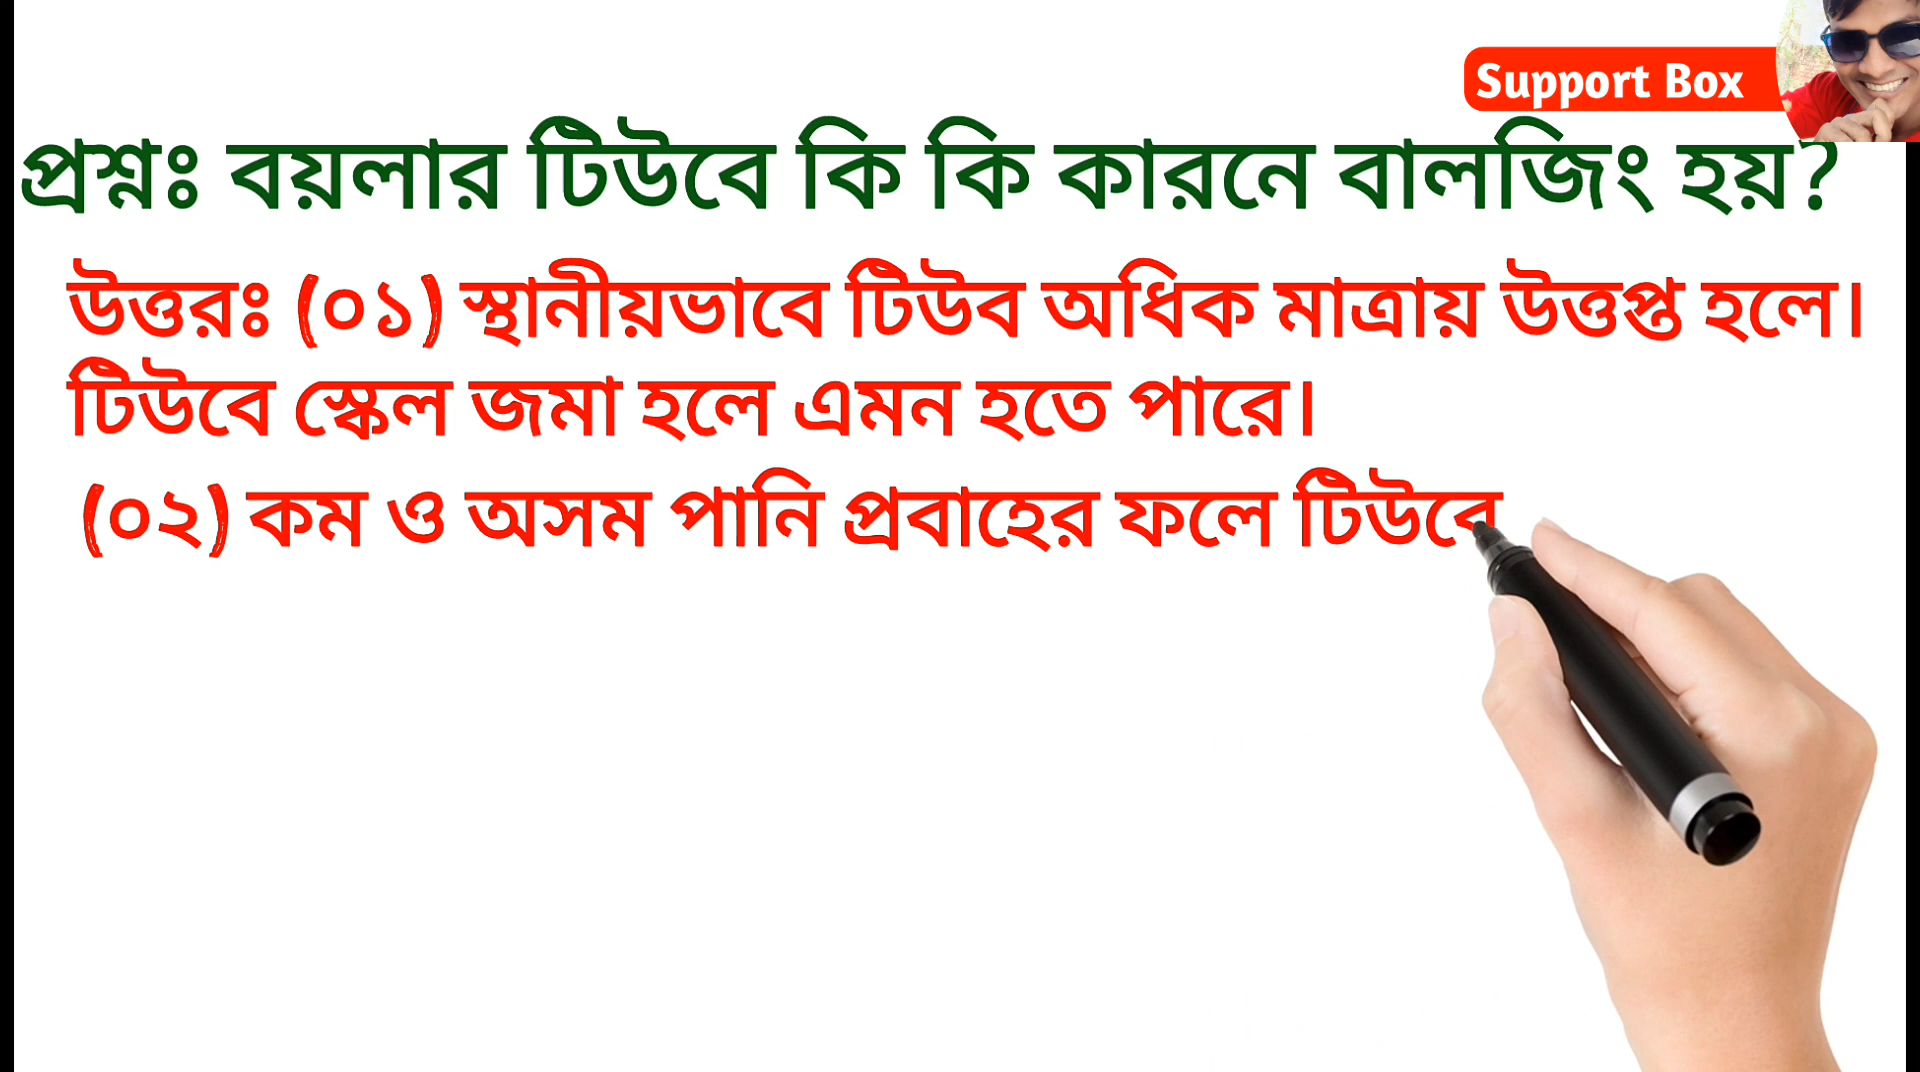 Support Box
প্রশ্নঃ বয়লার টিউবে কি কি কারনে বালজিং হয়?
উত্তরঃ (০১) স্থানীয়ভাবে টিউব অধিক মাত্রায় উত্তপ্ত হলে।
টিউবে স্কেল জমা হলে এমন হতে পারে।
(০২) কম ও অসম পানি প্রবাহের ফলে টিউবে